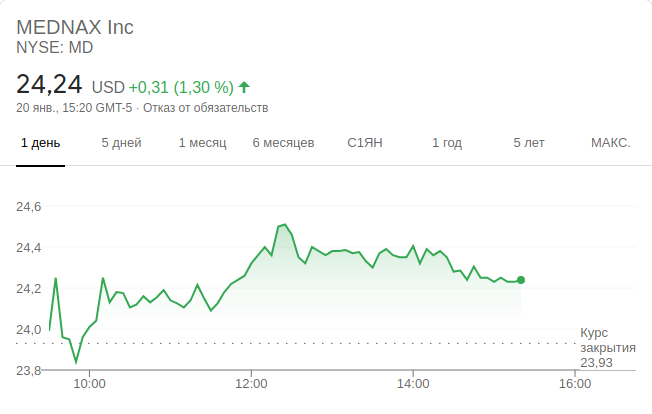 MEDNAX Inc
NYSE: MD
24,24 USD +0,31 (1,30 %)
20 янв., 15:20 GMT-5 · Отказ от обязательств
1 день 5 дней 1 месяц 6 месяцев С1ЯН 1 год 5 лет МАКС.
24,6
24,4
24,2
24,0
Курс
закрытия
23,93
23,8
10:00 12:00 14:00 16:00